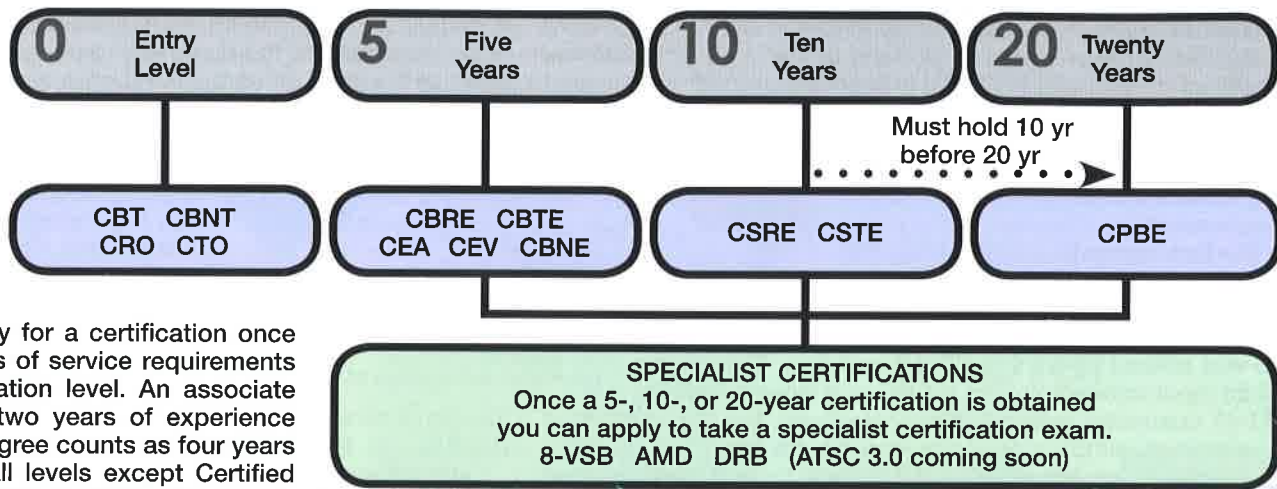 0 Entry
Level
5 Five
Years
10 Ten
Years
20 Twenty
Years
Must hold 10 yr
before 20 yr
CBT CBNT
CRO CTO
CBRE CBTE
CEA CEV CBNE
CSRE CSTE
CPBE
for a certification once
of service requirements
level. An associate
two years of experience
counts as four years
levels except Certified
SPECIALIST CERTIFICATIONS
Once a 5-, 10-, or 20-year certification is obtained
you can apply to take a specialist certification exam.
8-VSB AMD DRB (ATSC 3.0 coming soon)